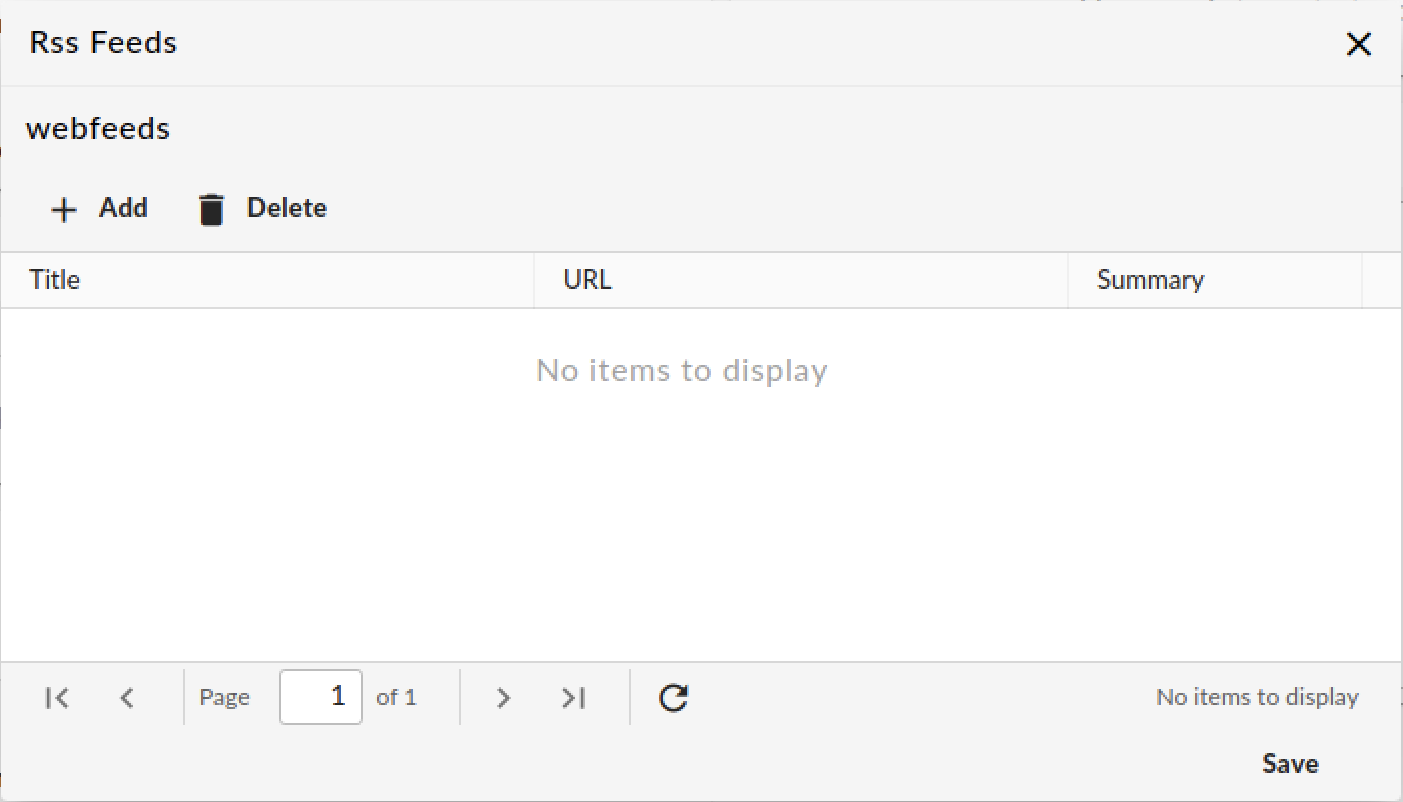 Rss Feeds
webfeeds
Add Delete
Title URL Summary
No items to display
Page 1 of 1 No items to display
Save